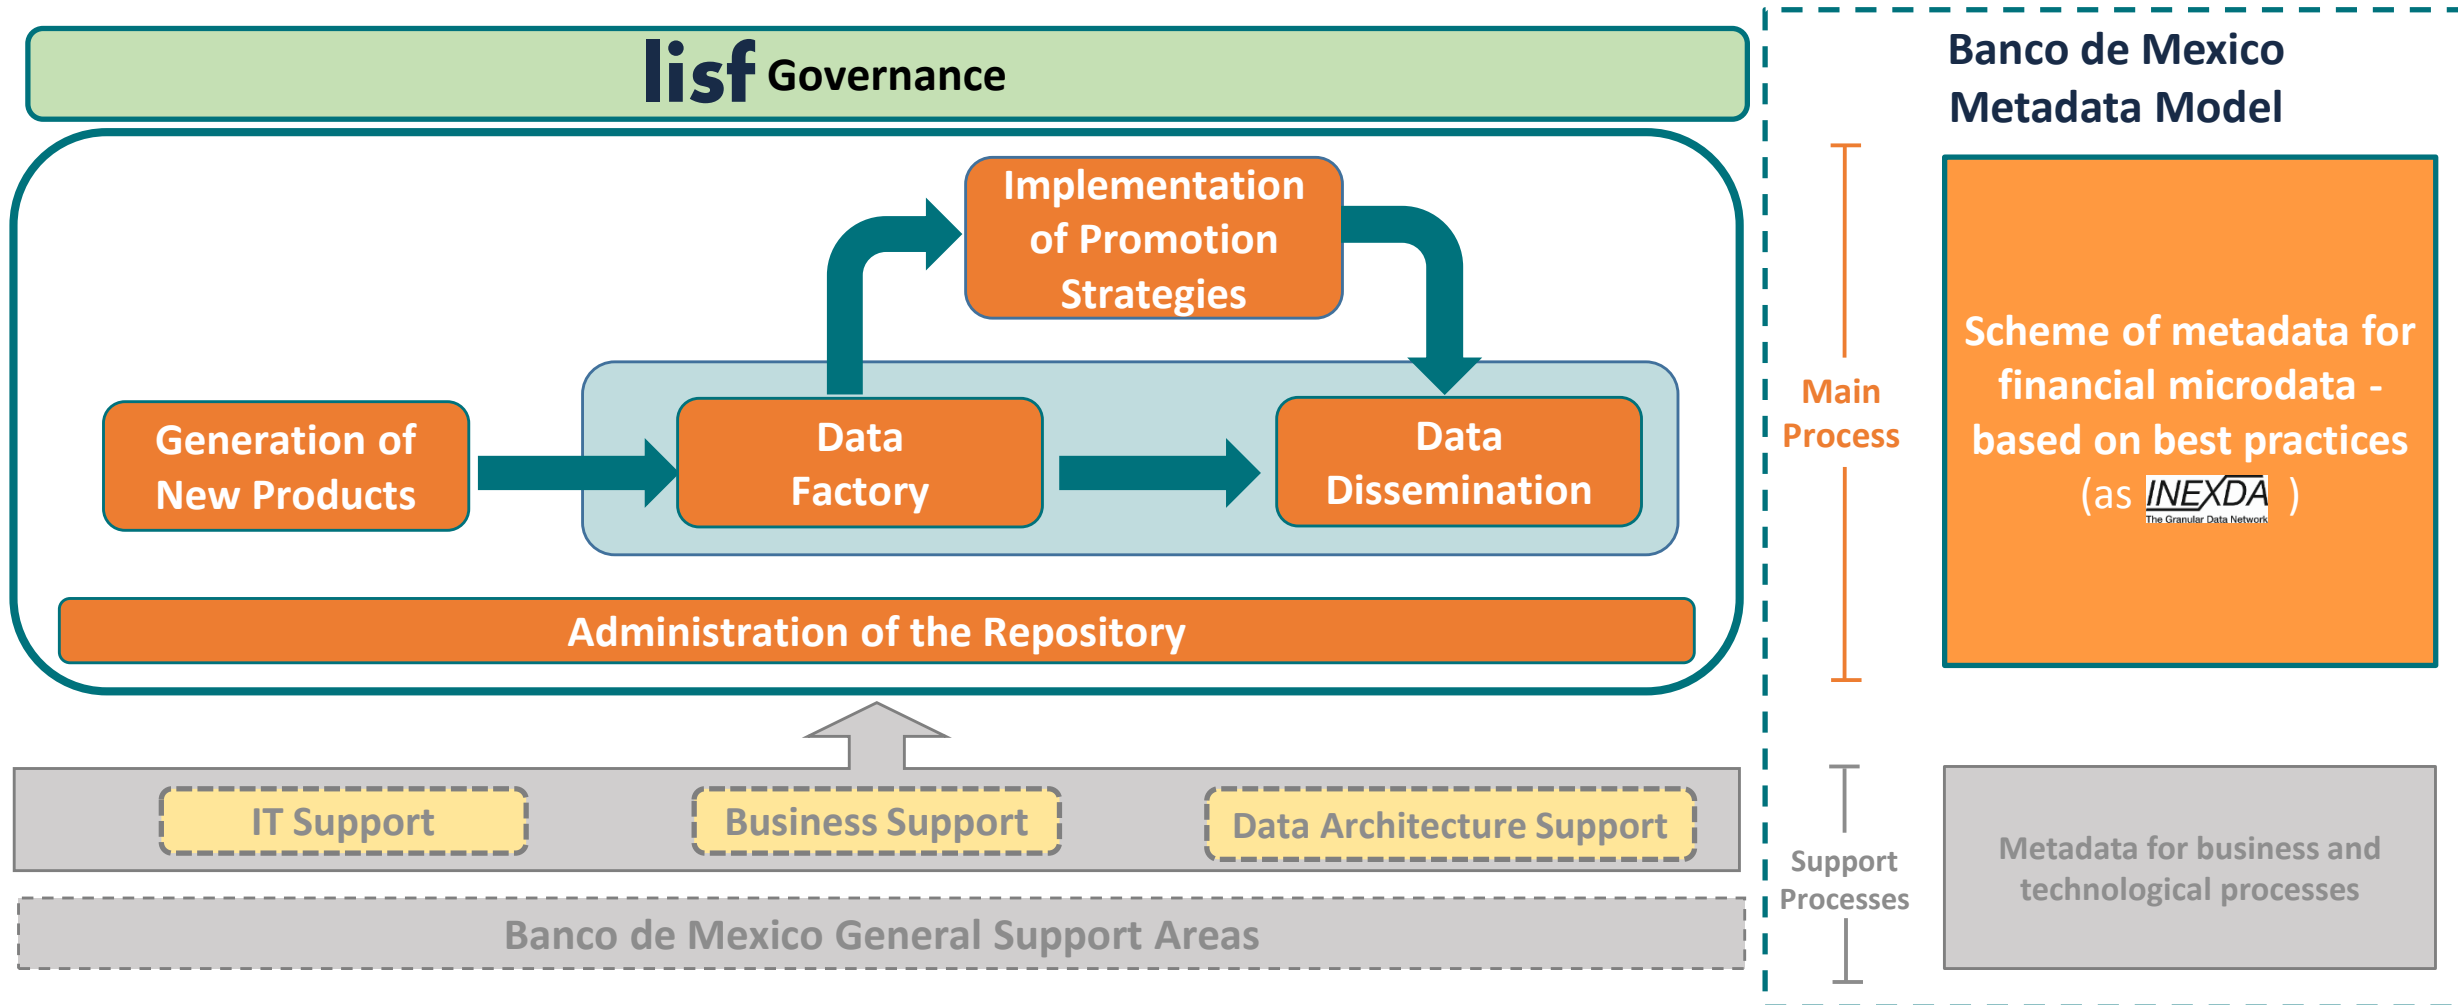 lisf Governance
Banco de Mexico
Metadata Model
Implementation
of Promotion
Strategies
Generation of
New Products
Data
Factory
Data
Dissemination
Administration of the Repository
Main
Process
Scheme of metadata for
financial microdata -
based on best practices
(as INEXDA )
The Granular Data Network
IT Support
Business Support
Data Architecture Support
Banco de Mexico General Support Areas
Support
Processes
Metadata for business and
technological processes